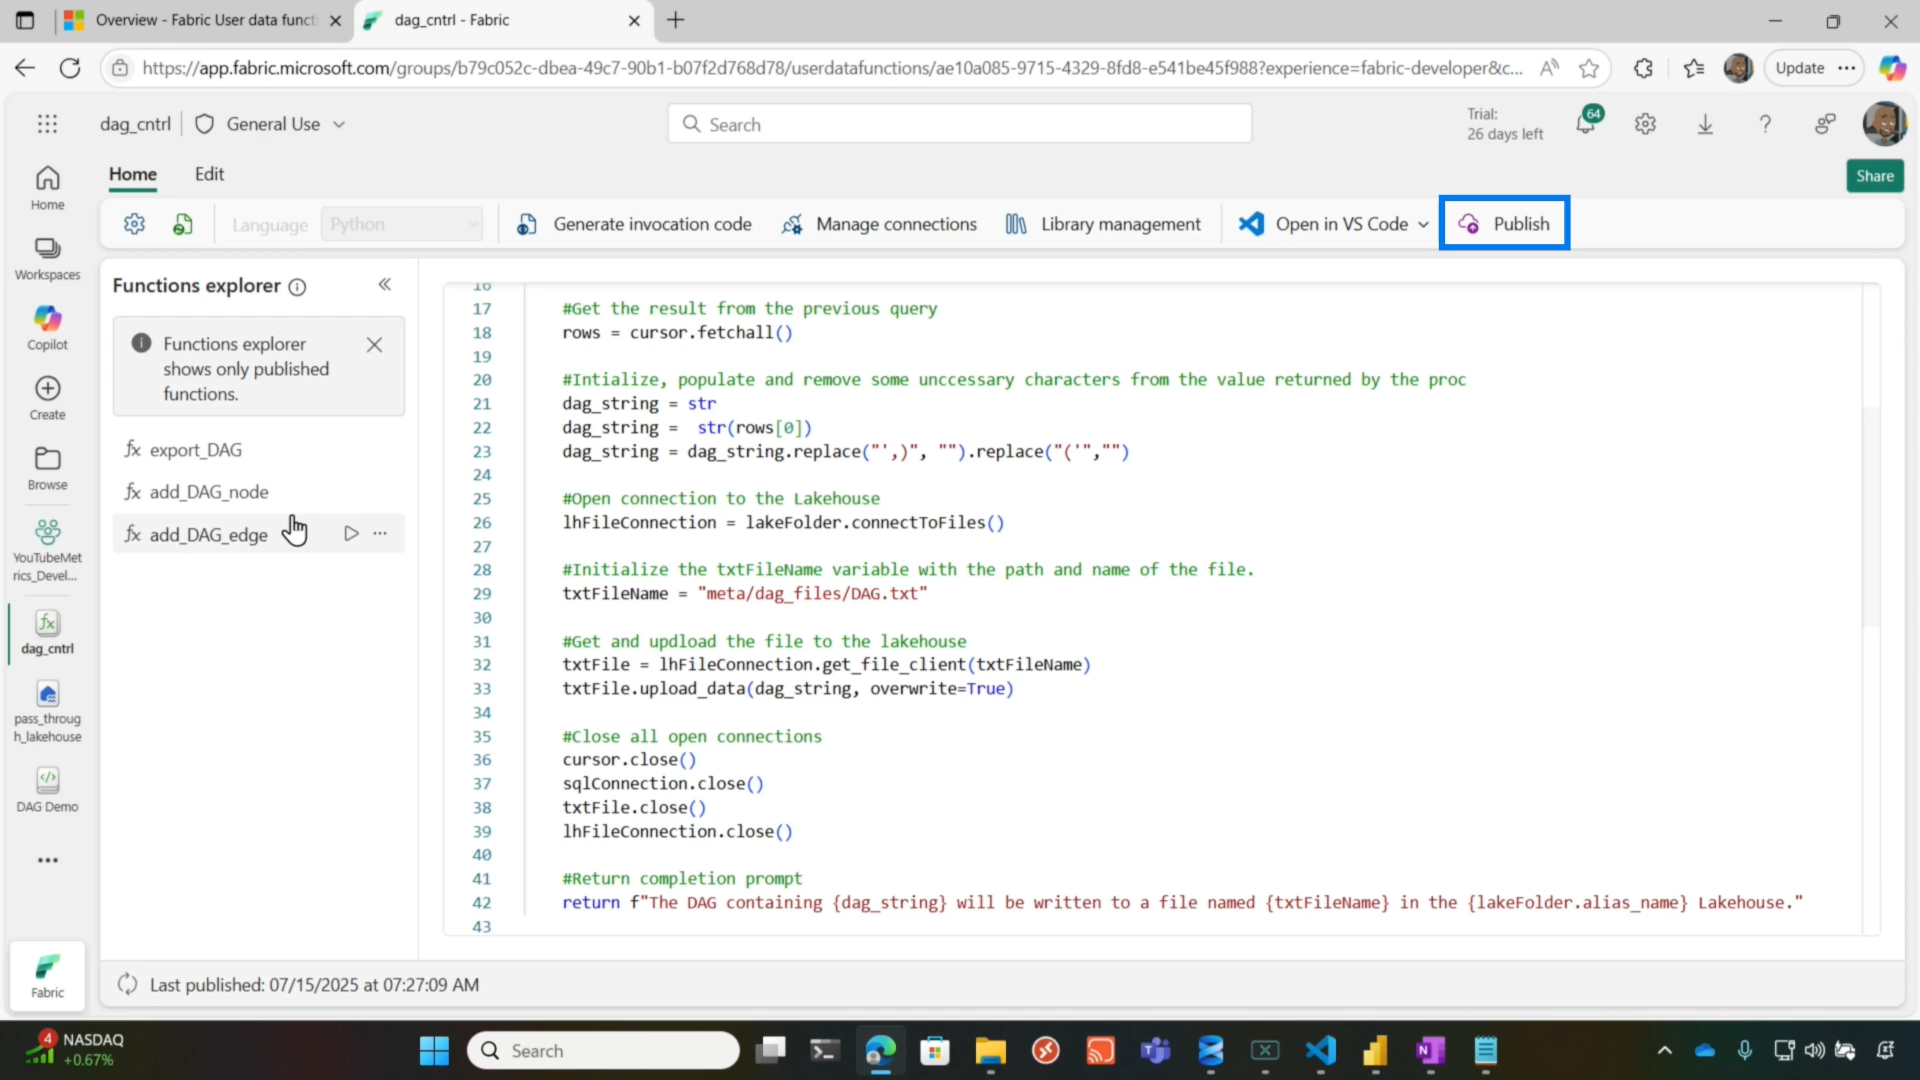 Overview - Fabric User data functi
dag_cntrl - Fabric
https://app.fabric.microsoft.com/groups/b79c052c-dbea-49c7-90b1-b07f2d768d78/userdatafunctions/ae10a085-9715-4329-8fd8-e541be45f988?experience=fabric-developer&c...
Update
dag_cntrl
General Use
Search
Trial:
26 days left
64
Home
Edit
Share
Language
Python
Generate invocation code
Manage connections
Library management
Open in VS Code
Publish
Home
Workspaces
Copilot
Create
Browse
YouTubeMet
rics_Devel...
dag_cntrl
pass_throug
h_lakehouse
DAG Demo
Fabric
Functions explorer
Functions explorer
shows only published
functions.
fx export_DAG
fx add_DAG_node
fx add_DAG_edge
16
17 #Get the result from the previous query
18 rows = cursor.fetchall()
19
20 #Intialize, populate and remove some unccessary characters from the value returned by the proc
21 dag_string = str
22 dag_string =  str(rows[0])
23 dag_string = dag_string.replace("',)", "").replace("('","")
24
25 #Open connection to the Lakehouse
26 lhFileConnection = lakeFolder.connectToFiles()
27
28 #Initialize the txtFileName variable with the path and name of the file.
29 txtFileName = "meta/dag_files/DAG.txt"
30
31 #Get and updload the file to the lakehouse
32 txtFile = lhFileConnection.get_file_client(txtFileName)
33 txtFile.upload_data(dag_string, overwrite=True)
34
35 #Close all open connections
36 cursor.close()
37 sqlConnection.close()
38 txtFile.close()
39 lhFileConnection.close()
40
41 #Return completion prompt
42 return f"The DAG containing {dag_string} will be written to a file named {txtFileName} in the {lakeFolder.alias_name} Lakehouse."
43
Last published: 07/15/2025 at 07:27:09 AM
4
NASDAQ
+0.67%
Search